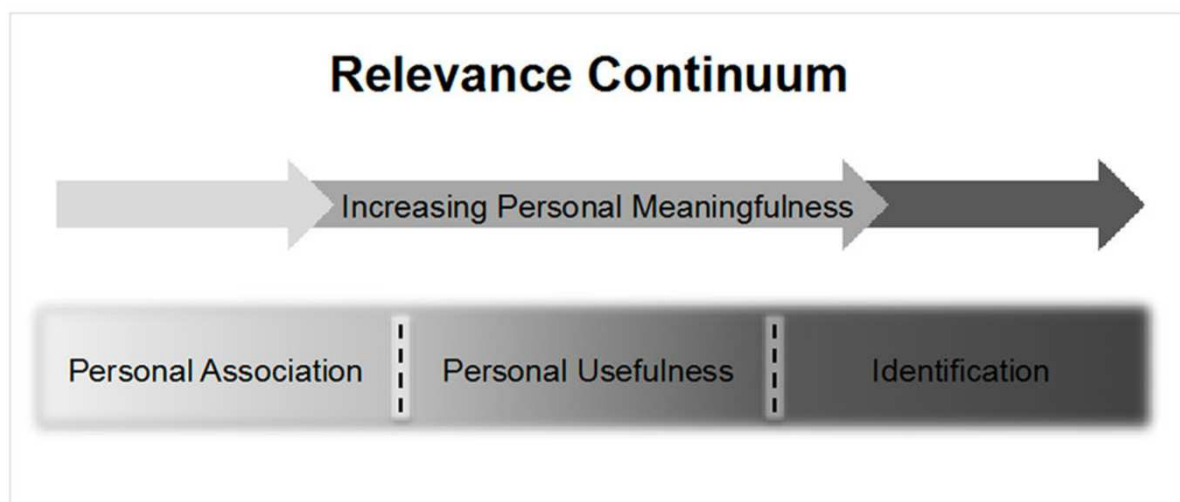 Relevance Continuum
Increasing Personal Meaningfulness
Personal Association
Personal Usefulness
Identification